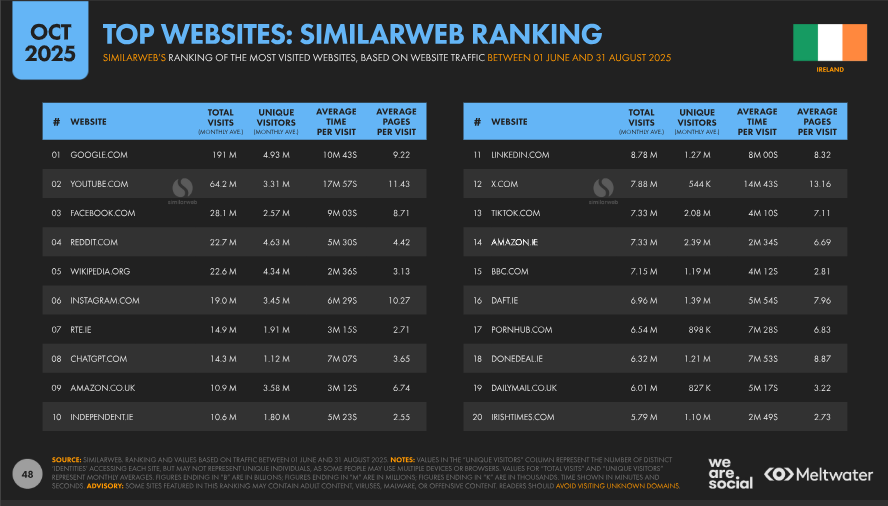 OCT
2025
TOP WEBSITES: SIMILARWEB RANKING
SIMILARWEB'S RANKING OF THE MOST VISITED WEBSITES, BASED ON WEBSITE TRAFFIC BETWEEN 01 JUNE AND 31 AUGUST 2025
IRELAND
# WEBSITE TOTAL VISITS (MONTHLY AVE.) UNIQUE VISITORS (MONTHLY AVE.) AVERAGE TIME PER VISIT AVERAGE PAGES PER VISIT
01 GOOGLE.COM 191 M 4.93 M 10M 43S 9.22
02 YOUTUBE.COM 64.2 M 3.31 M 17M 57S 11.43
similarweb
03 FACEBOOK.COM 28.1 M 2.57 M 9M 03S 8.71
04 REDDIT.COM 22.7 M 4.63 M 5M 30S 4.42
05 WIKIPEDIA.ORG 22.6 M 4.34 M 2M 36S 3.13
06 INSTAGRAM.COM 19.0 M 3.45 M 6M 29S 10.27
07 RTE.IE 14.9 M 1.91 M 3M 15S 2.71
08 CHATGPT.COM 14.3 M 1.12 M 7M 07S 3.65
09 AMAZON.CO.UK 10.9 M 3.58 M 3M 12S 6.74
10 INDEPENDENT.IE 10.6 M 1.80 M 5M 23S 2.55
# WEBSITE TOTAL VISITS (MONTHLY AVE.) UNIQUE VISITORS (MONTHLY AVE.) AVERAGE TIME PER VISIT AVERAGE PAGES PER VISIT
11 LINKEDIN.COM 8.78 M 1.27 M 8M 00S 8.32
12 X.COM 7.88 M 544 K 14M 43S 13.16
similarweb
13 TIKTOK.COM 7.33 M 2.08 M 4M 10S 7.11
14 AMAZON.IE 7.33 M 2.39 M 2M 34S 6.69
15 BBC.COM 7.15 M 1.19 M 4M 12S 2.81
16 DAFT.IE 6.96 M 1.39 M 5M 54S 7.96
17 PORNHUB.COM 6.54 M 898 K 7M 28S 6.83
18 DONEDEAL.IE 6.32 M 1.21 M 7M 53S 8.87
19 DAILYMAIL.CO.UK 6.01 M 827 K 5M 17S 3.22
20 IRISHTIMES.COM 5.79 M 1.10 M 2M 49S 2.73
48
SOURCE: SIMILARWEB. RANKING AND VALUES BASED ON TRAFFIC BETWEEN 01 JUNE AND 31 AUGUST 2025. NOTES: VALUES IN THE "UNIQUE VISITORS" COLUMN REPRESENT THE NUMBER OF DISTINCT
'IDENTITIES' ACCESSING EACH SITE, BUT MAY NOT REPRESENT UNIQUE INDIVIDUALS, AS SOME PEOPLE MAY USE MULTIPLE DEVICES OR BROWSERS. VALUES FOR "TOTAL VISITS" AND "UNIQUE VISITORS"
REPRESENT MONTHLY AVERAGES. FIGURES ENDING IN "B" ARE IN BILLIONS; FIGURES ENDING IN "M" ARE IN MILLIONS; FIGURES ENDING IN "K" ARE IN THOUSANDS. TIME SHOWN IN MINUTES AND
SECONDS. ADVISORY: SOME SITES FEATURED IN THIS RANKING MAY CONTAIN ADULT CONTENT, VIRUSES, MALWARE, OR OFFENSIVE CONTENT. READERS SHOULD AVOID VISITING UNKNOWN DOMAINS.
we
are
social
Meltwater